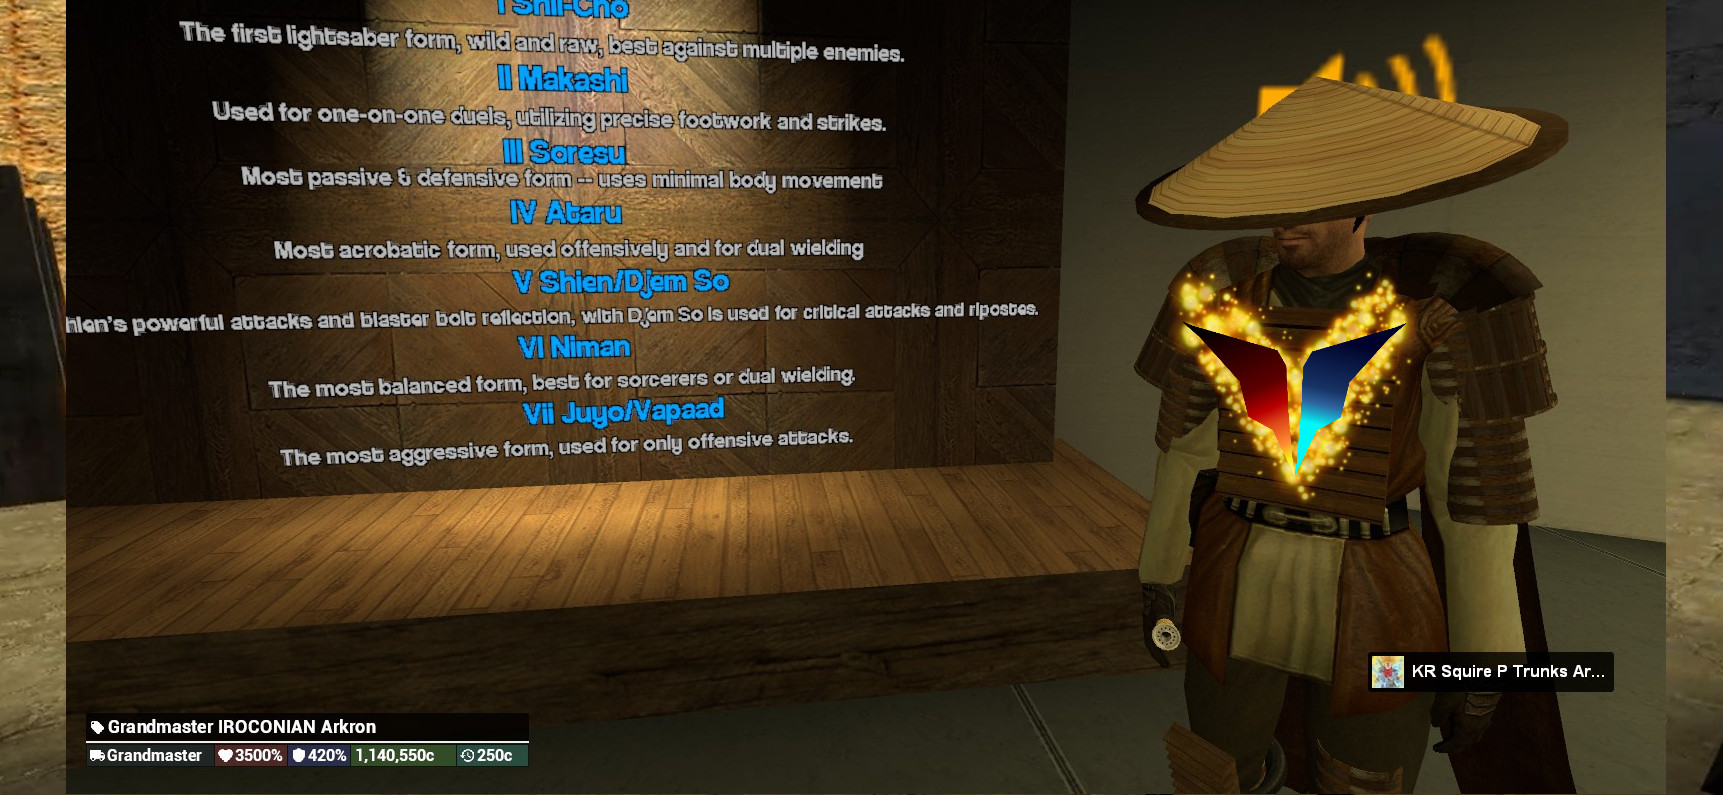 I Shii-Cho
The first lightsaber form, wild and raw, best against multiple enemies.
II Makashi
Used for one-on-one duels, utilizing precise footwork and strikes.
III Soresu
Most passive & defensive form -- uses minimal body movement
IV Ataru
Most acrobatic form, used offensively and for dual wielding
V Shien/Djem So
hien's powerful attacks and blaster bolt reflection, with Djem So is used for critical attacks and ripostes.
VI Niman
The most balanced form, best for sorcerers or dual wielding.
Vii Juyo/Vapaad
The most aggressive form, used for only offensive attacks.
KR Squire P Trunks Ar...
Grandmaster IROCONIAN Arkron
Grandmaster 3500% 420% 1,140,550c 250c